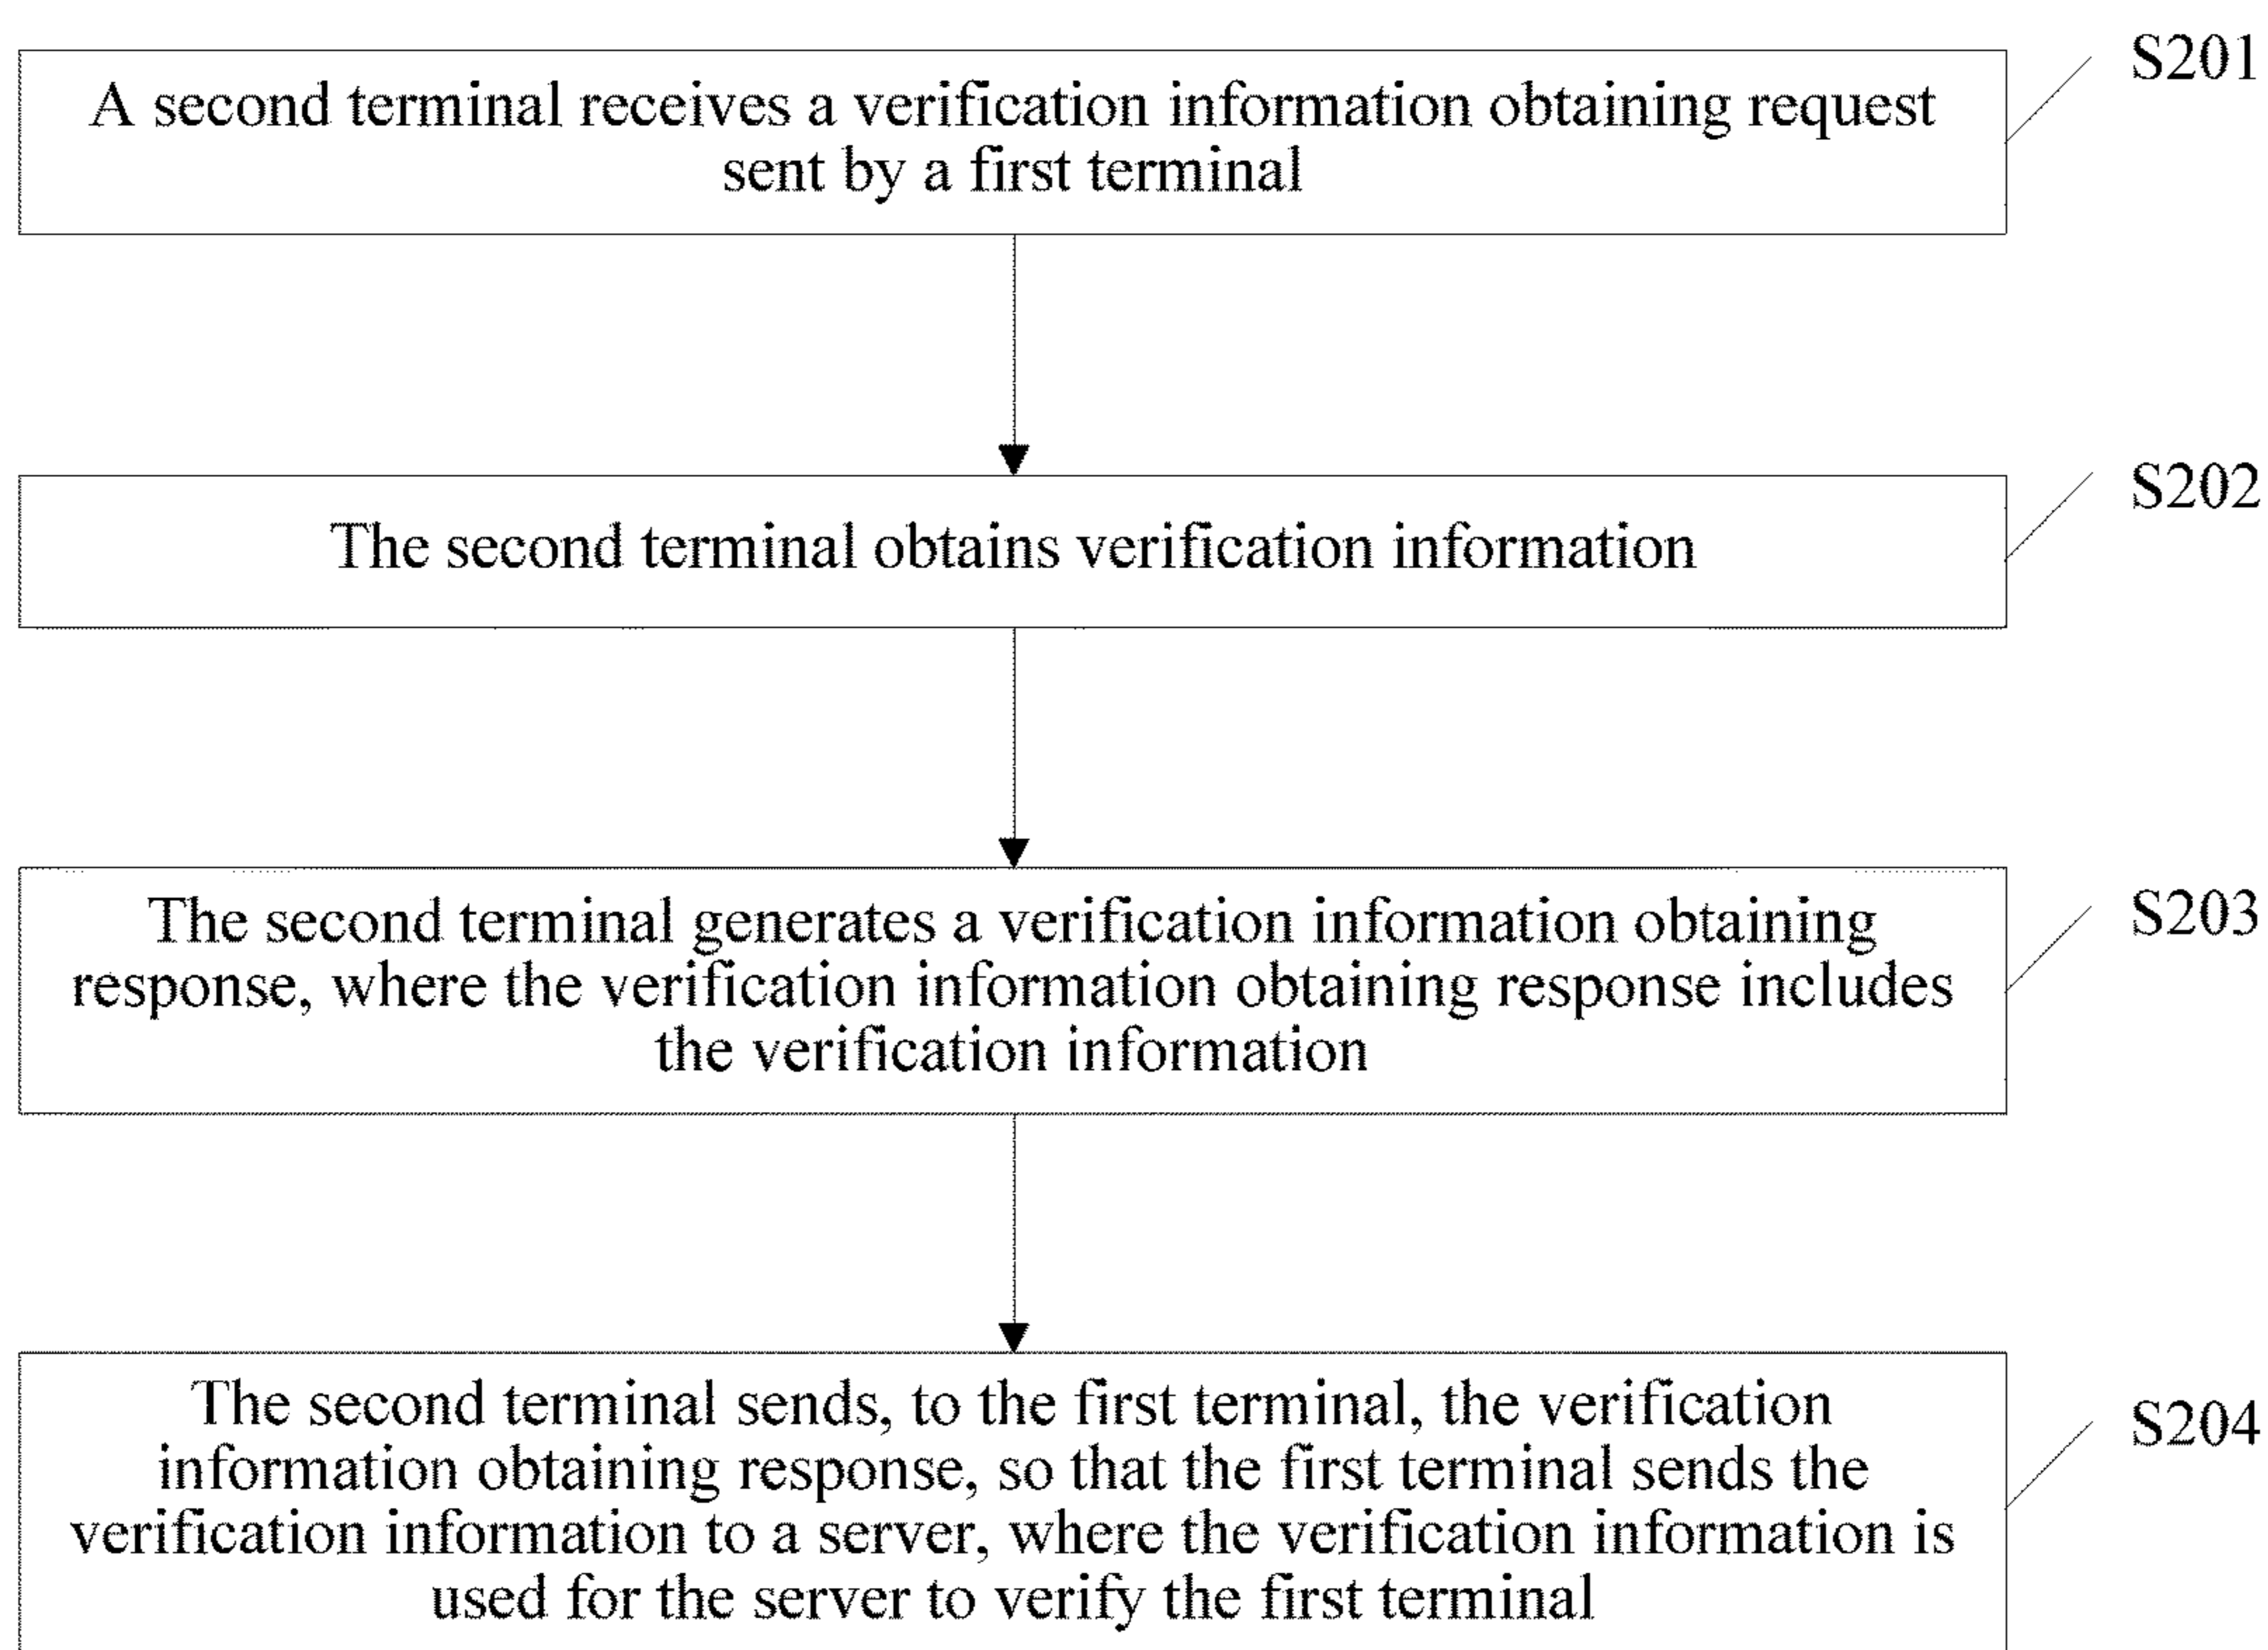 S201
A second terminal receives a verification information obtaining request
sent by a first terminal
S202
The second terminal obtains verification information
S203
The second terminal generates a verification information obtaining
response, where the verification information obtaining response includes
the verification information
S204
The second terminal sends, to the first terminal, the verification
information obtaining response, so that the first terminal sends the
verification information to a server, where the verification information is
used for the server to verify the first terminal